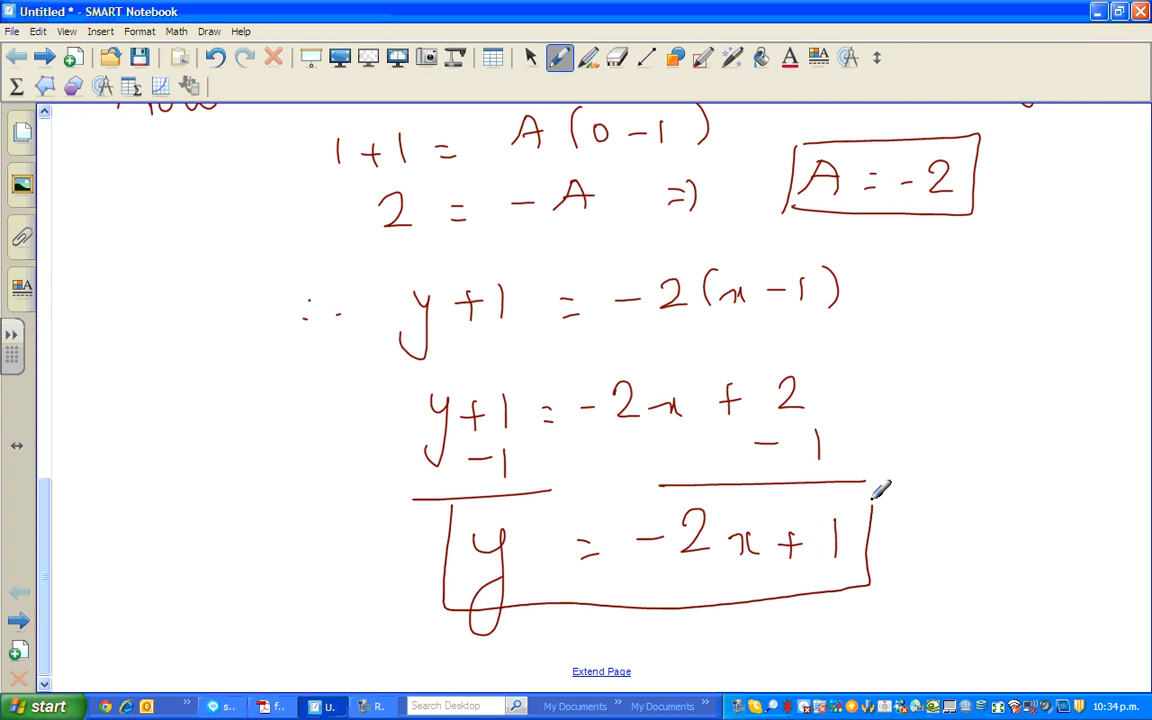 Untitled * - SMART Notebook
File Edit View Insert Format Math Draw Help
1 + 1 = A (0 - 1)
A = - 2
2 = - A =>
∴ y + 1 = - 2 (x - 1)
y + 1 = - 2x + 2
- 1 - 1
y = - 2x + 1
Extend Page
start
s..
f..
U.
R.
Search Desktop
My Documents »
My Documents »
10:34 p.m.